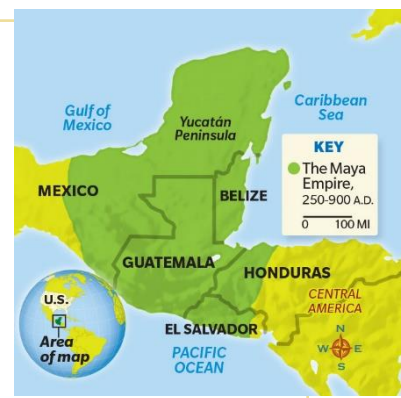 Gulf of
Mexico
Caribbean
Sea
Yucatán
Peninsula
KEY
The Maya
Empire,
250-900 A.D.
0 100 MI
MEXICO
BELIZE
GUATEMALA
HONDURAS
CENTRAL
AMERICA
U.S.
Area
of map
EL SALVADOR
PACIFIC
OCEAN
N
W E
S